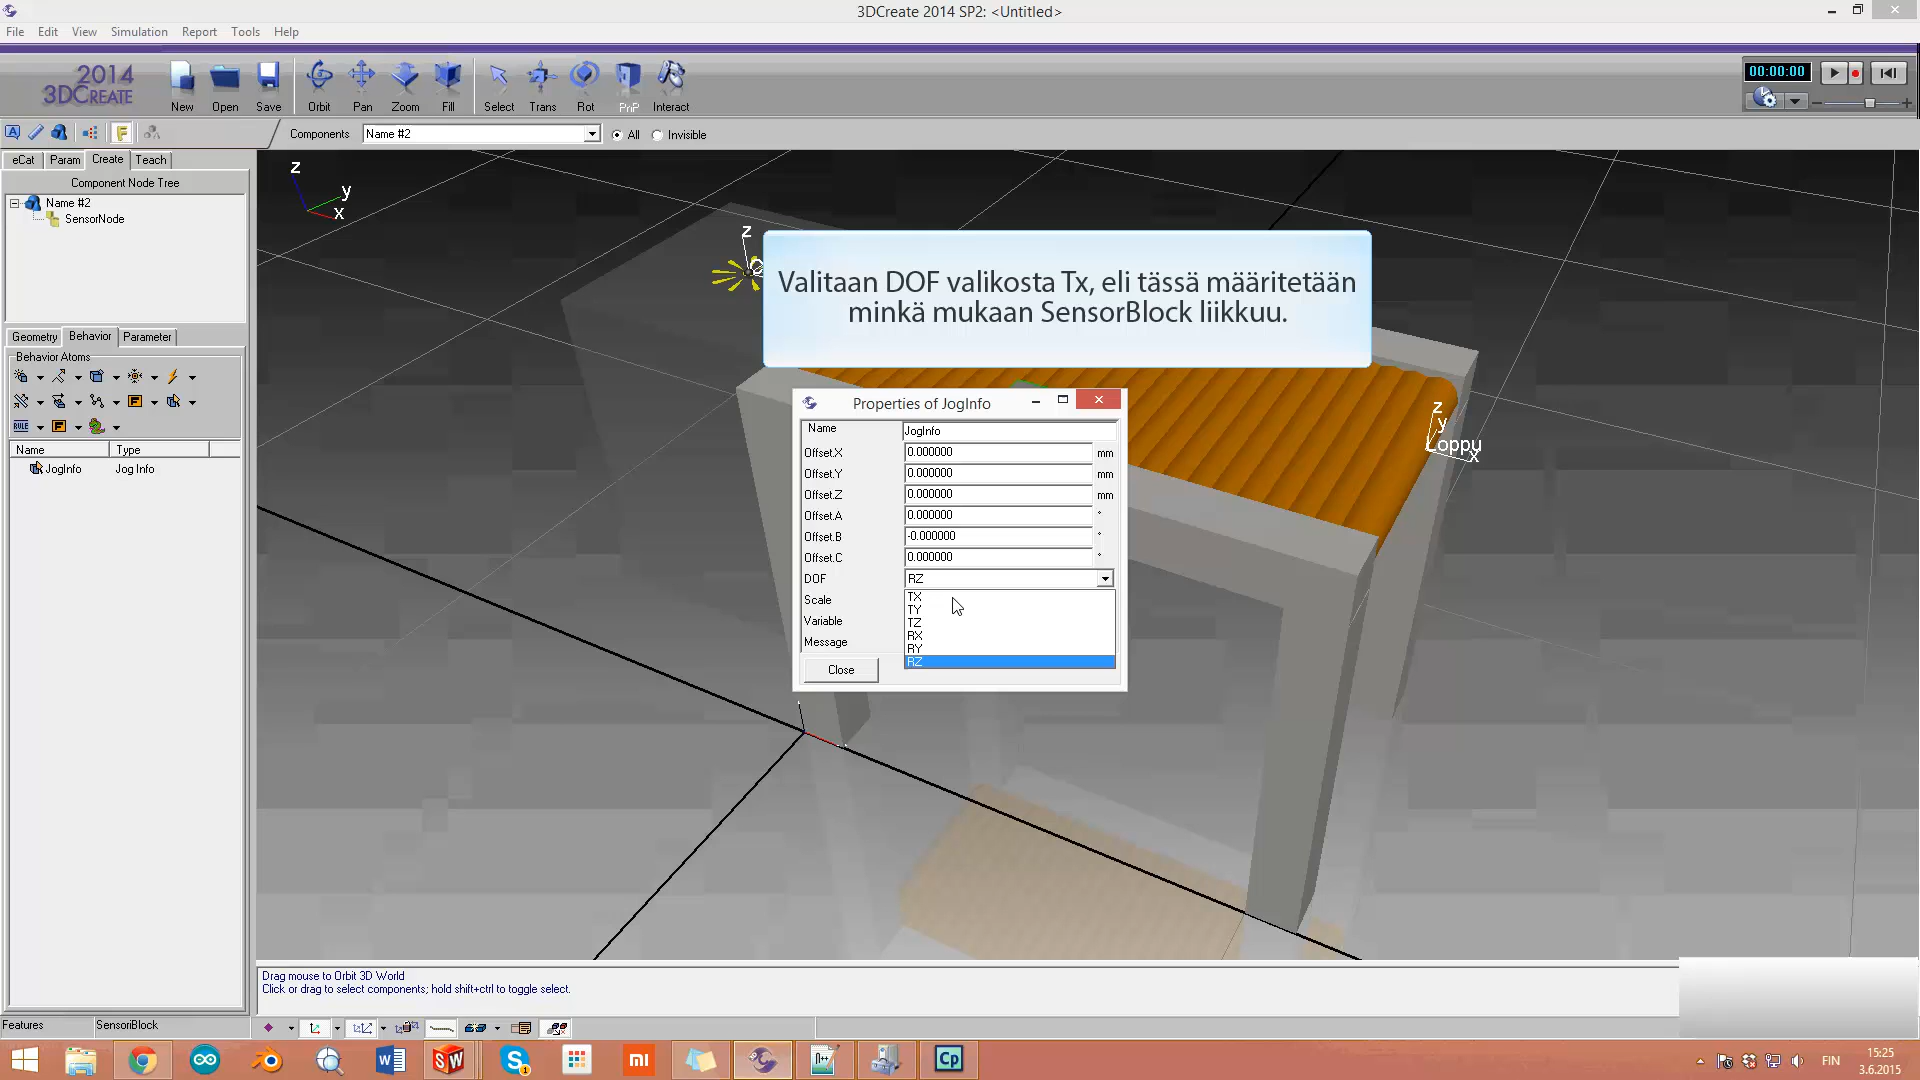 3DCreate 2014 SP2: <Untitled>
File Edit View Simulation Report Tools Help
2014
3DCREATE
New Open Save Orbit Pan Zoom Fill Select Trans Rot PnP Interact
00:00:00
Components Name #2 All Invisible
eCat Param Create Teach
Component Node Tree
Name #2
SensorNode
Geometry Behavior Parameter
Behavior Atoms
RULE
Name Type
JogInfo Jog Info
z
y
x
z
Valitaan DOF valikosta Tx, eli tässä määritetään
minkä mukaan SensorBlock liikkuu.
z
y
Loppu
x
Properties of JogInfo
Name JogInfo
Offset.X 0.000000 mm
Offset.Y 0.000000 mm
Offset.Z 0.000000 mm
Offset.A 0.000000 °
Offset.B -0.000000 °
Offset.C 0.000000 °
DOF RZ
Scale
Variable
Message
TX
TY
TZ
RX
RY
RZ
Close
Drag mouse to Orbit 3D World
Click or drag to select components; hold shift+ctrl to toggle select.
Features SensoriBlock
FIN
15:25
3.6.2015